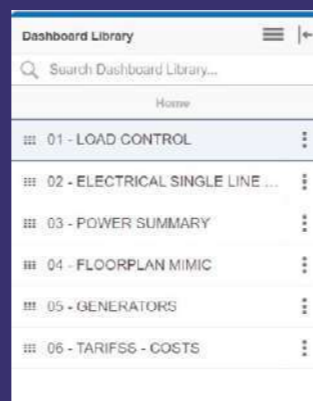 Dashboard Library
Search Dashboard Library...
Home
01 - LOAD CONTROL
02 - ELECTRICAL SINGLE LINE ...
03 - POWER SUMMARY
04 - FLOORPLAN MIMIC
05 - GENERATORS
06 - TARIFSS - COSTS